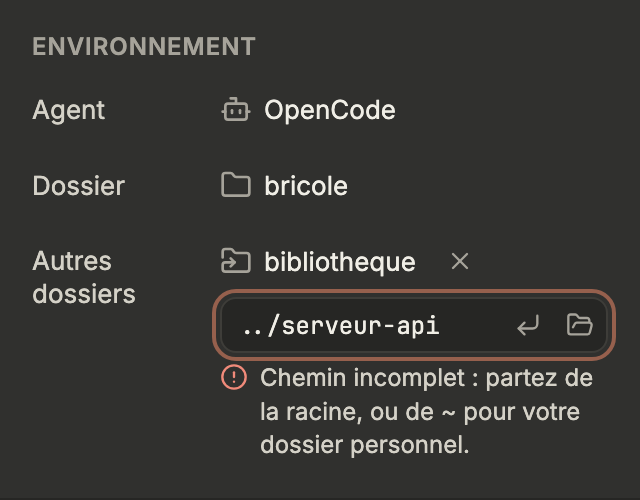 ENVIRONNEMENT
Agent OpenCode
Dossier bricole
Autres dossiers bibliotheque
../serveur-api
Chemin incomplet : partez de
la racine, ou de ~ pour votre
dossier personnel.